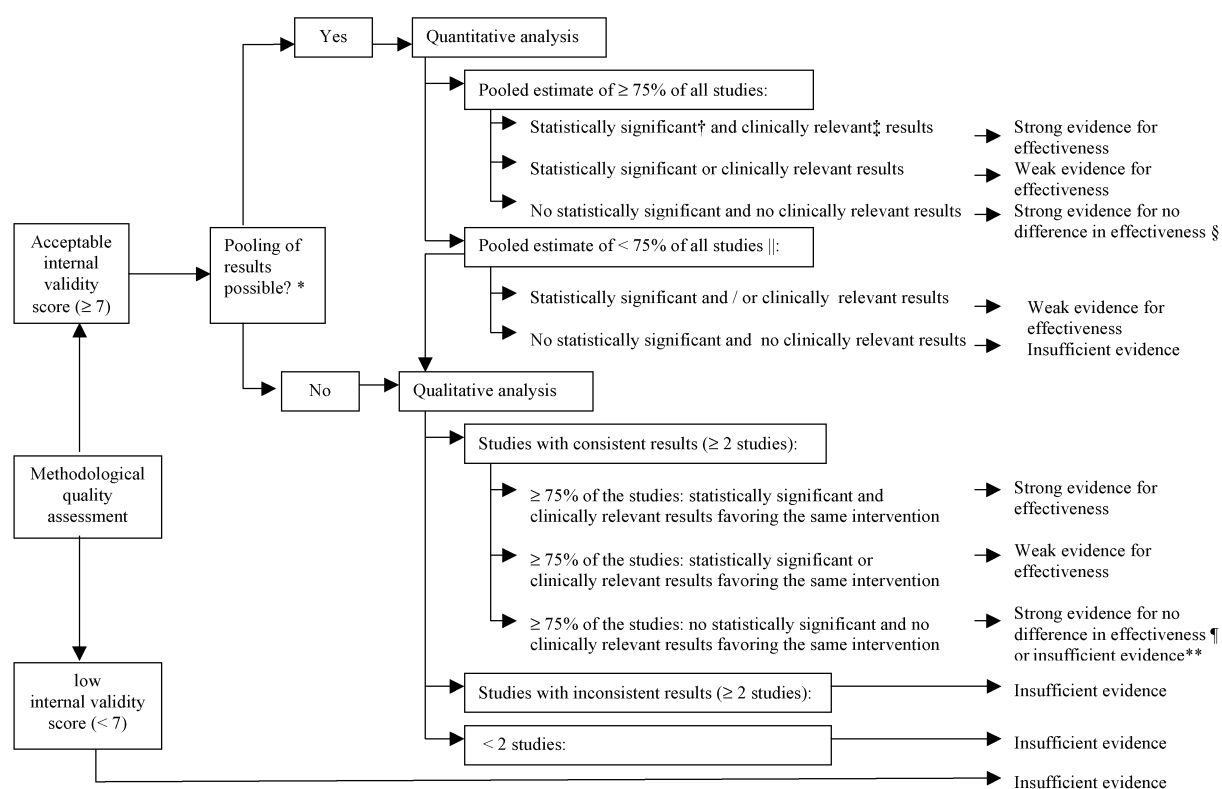 Yes
Quantitative analysis
Pooled estimate of ≥ 75% of all studies:
Statistically significant† and clinically relevant‡ results
Strong evidence for
effectiveness
Statistically significant or clinically relevant results
Weak evidence for
effectiveness
No statistically significant and no clinically relevant results
Strong evidence for no
difference in effectiveness §
Acceptable
internal
validity
score (≥ 7)
Pooling of
results
possible? *
Pooled estimate of < 75% of all studies ||:
Statistically significant and / or clinically relevant results
Weak evidence for
effectiveness
No statistically significant and no clinically relevant results
Insufficient evidence
No
Qualitative analysis
Studies with consistent results (≥ 2 studies):
Methodological
quality
assessment
≥ 75% of the studies: statistically significant and
clinically relevant results favoring the same intervention
Strong evidence for
effectiveness
≥ 75% of the studies: statistically significant or
clinically relevant results favoring the same intervention
Weak evidence for
effectiveness
≥ 75% of the studies: no statistically significant and no
clinically relevant results favoring the same intervention
Strong evidence for no
difference in effectiveness ¶
or insufficient evidence**
low
internal validity
score (< 7)
Studies with inconsistent results (≥ 2 studies):
Insufficient evidence
< 2 studies:
Insufficient evidence
Insufficient evidence